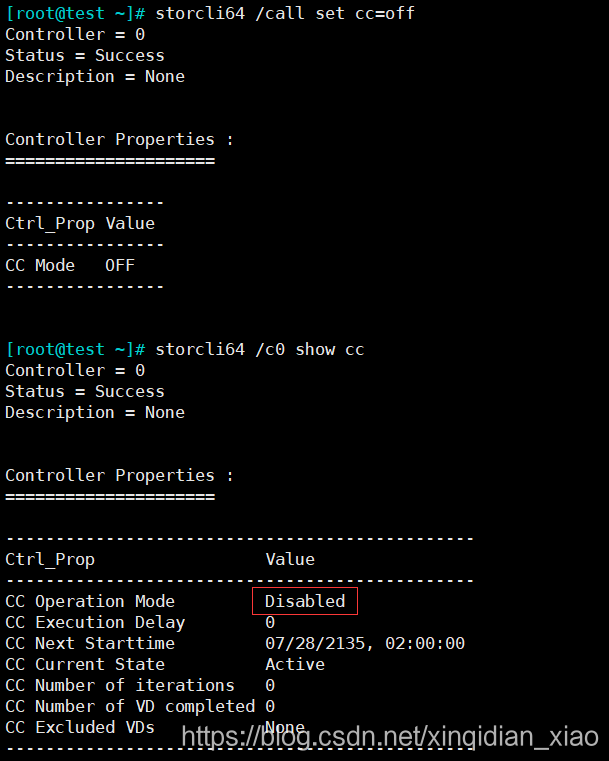 [root@test ~]# storcli64 /call set cc=off
Controller = 0
Status = Success
Description = None
Controller Properties :
=====================
----------------
Ctrl_Prop Value
----------------
CC Mode   OFF
----------------
[root@test ~]# storcli64 /c0 show cc
Controller = 0
Status = Success
Description = None
Controller Properties :
=====================
-----------------------------------------------
Ctrl_Prop                 Value
-----------------------------------------------
CC Operation Mode         Disabled
CC Execution Delay        0
CC Next Starttime         07/28/2135, 02:00:00
CC Current State          Active
CC Number of iterations   0
CC Number of VD completed 0
CC Excluded VDs           None
-----------------------------------------------
https://blog.csdn.net/xinqidian_xiao